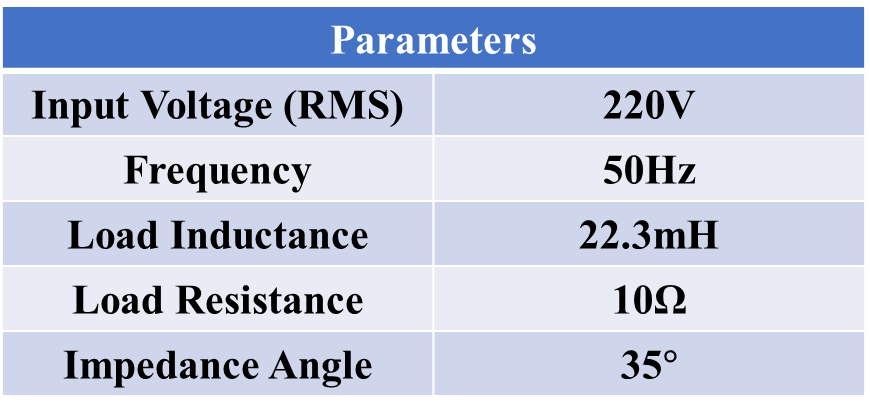 Parameters
Input Voltage (RMS) 220V
Frequency 50Hz
Load Inductance 22.3mH
Load Resistance 10Ω
Impedance Angle 35°